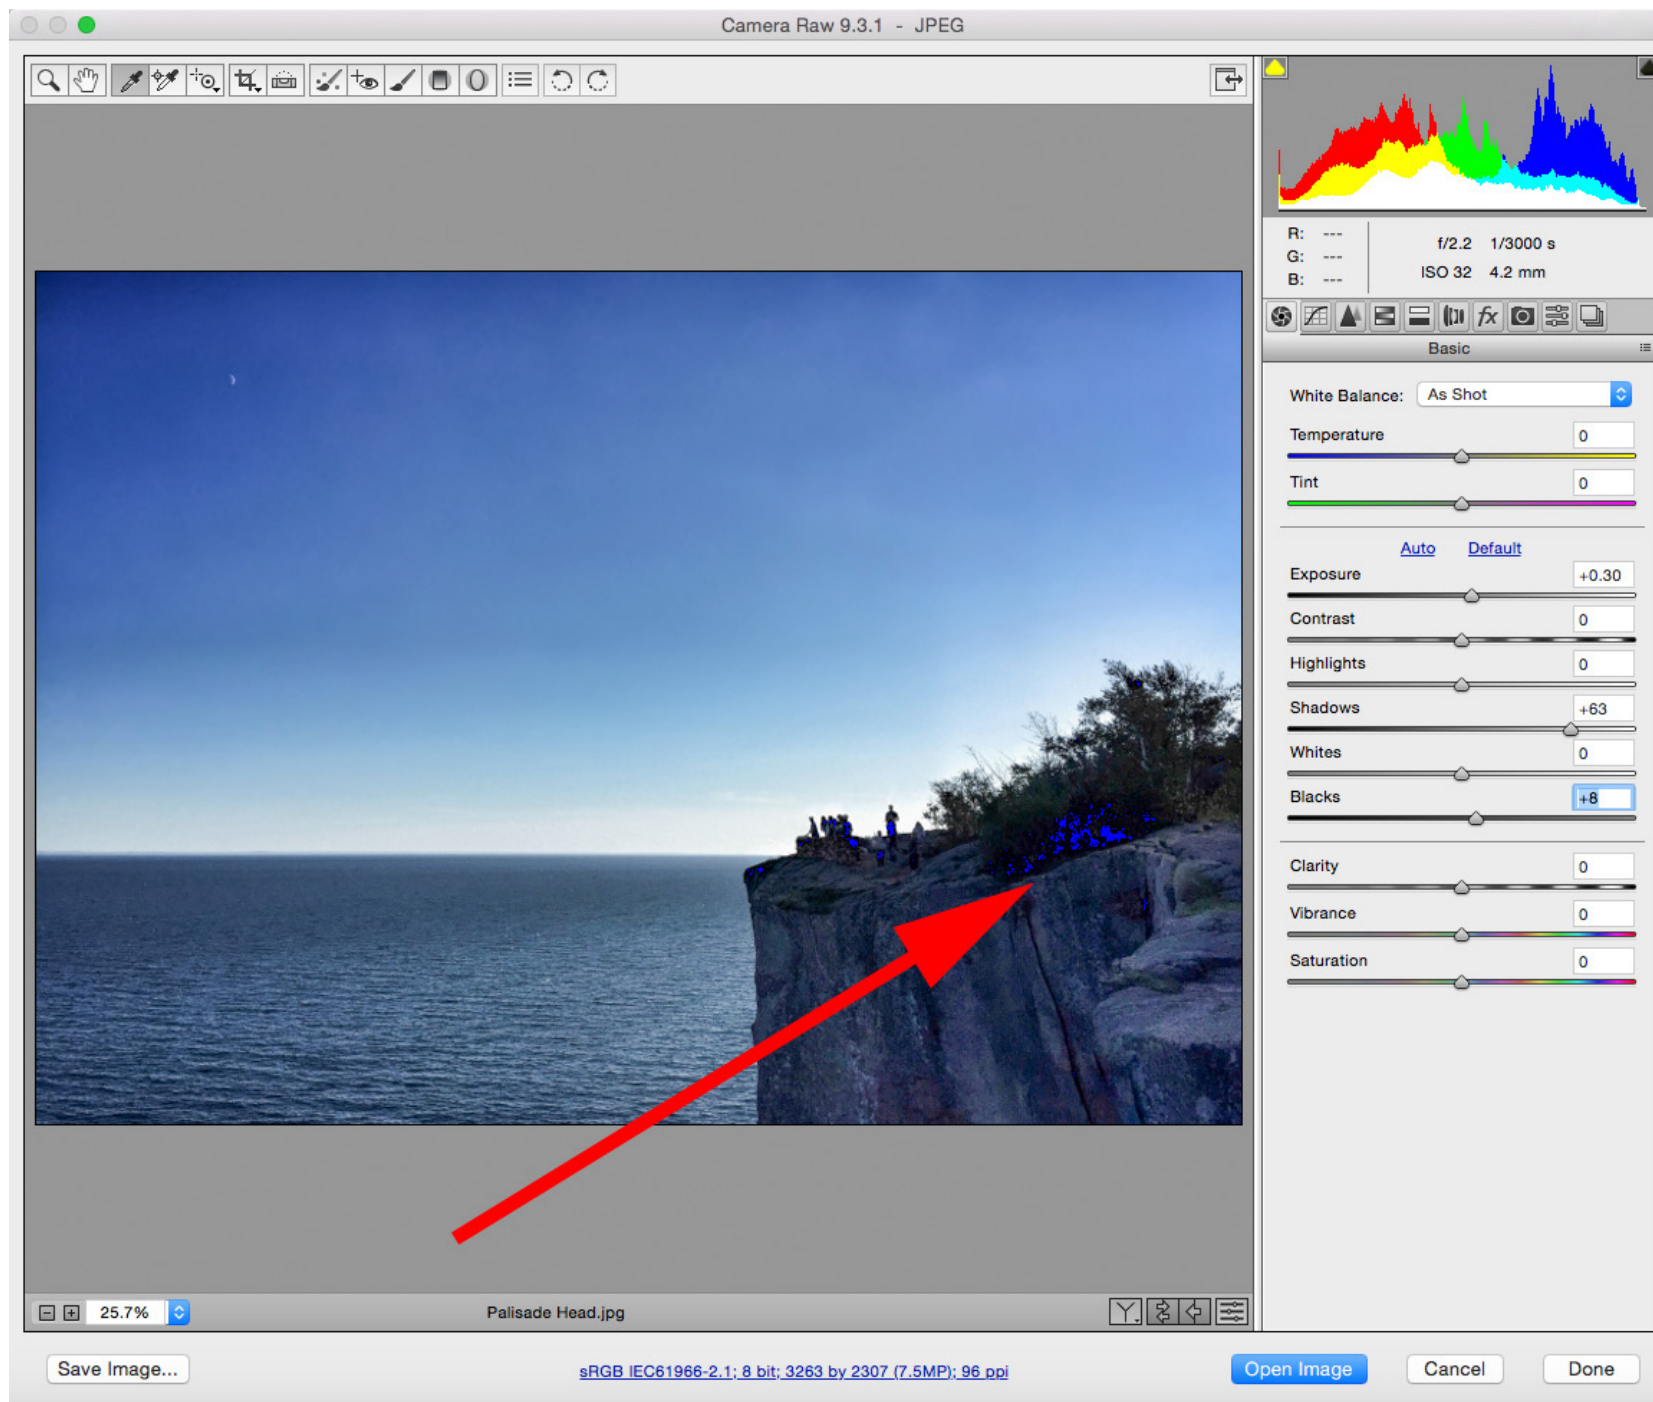 Camera Raw 9.3.1 - JPEG
R: ---
G: ---
B: ---
f/2.2 1/3000 s
ISO 32 4.2 mm
fx
Basic
White Balance: As Shot
Temperature 0
Tint 0
Auto Default
Exposure +0.30
Contrast 0
Highlights 0
Shadows +63
Whites 0
Blacks +8
Clarity 0
Vibrance 0
Saturation 0
25.7% Palisade Head.jpg Y
Save Image... sRGB IEC61966-2.1; 8 bit; 3263 by 2307 (7.5MP); 96 ppi Open Image Cancel Done